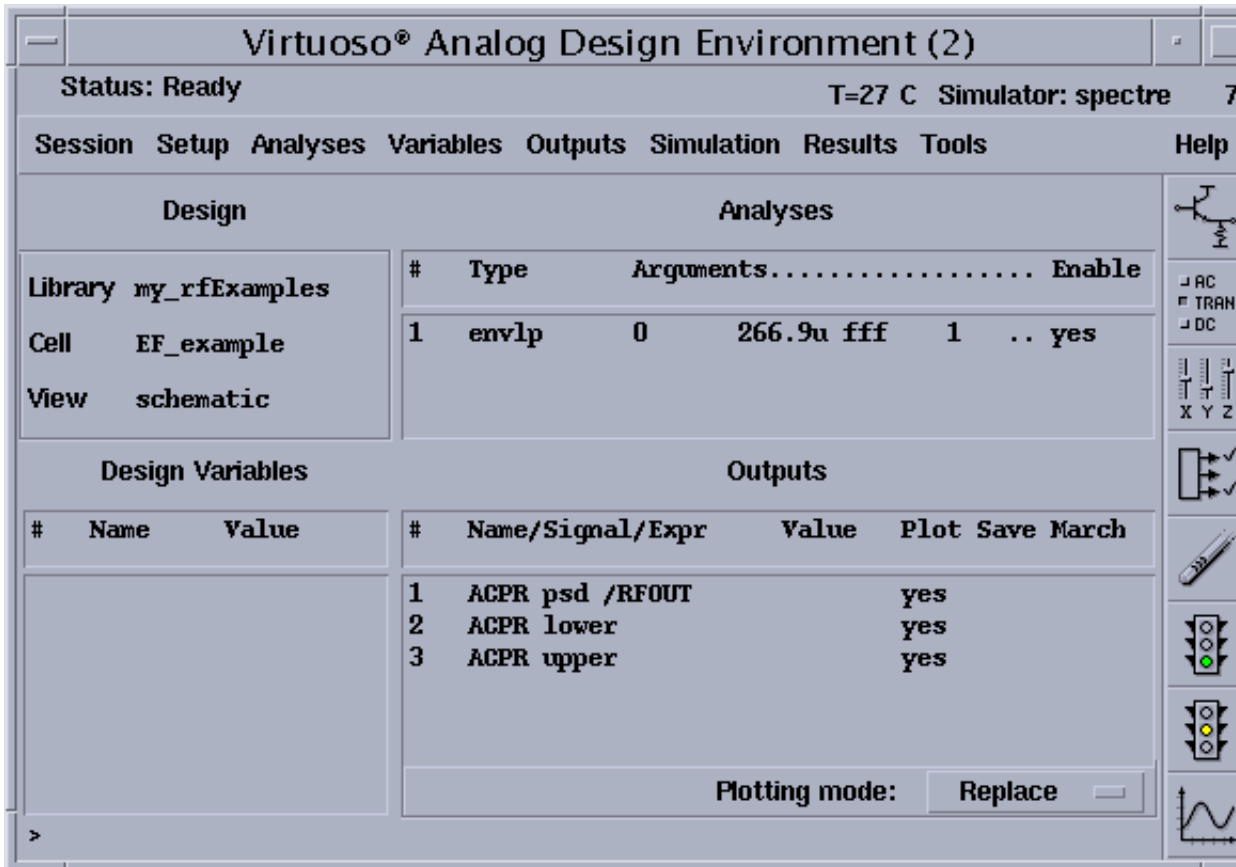 Virtuoso® Analog Design Environment (2)
Status: Ready
T=27 C Simulator: spectre 7
Session Setup Analyses Variables Outputs Simulation Results Tools Help
Design
Analyses
Library my_rfExamples
Cell EF_example
View schematic
# Type Arguments................... Enable
1 envlp 0 266.9u fff 1 .. yes
AC
TRAN
DC
X Y Z
Design Variables
Outputs
# Name Value
# Name/Signal/Expr Value Plot Save March
1 ACPR psd /RFOUT yes
2 ACPR lower yes
3 ACPR upper yes
Plotting mode: Replace
>